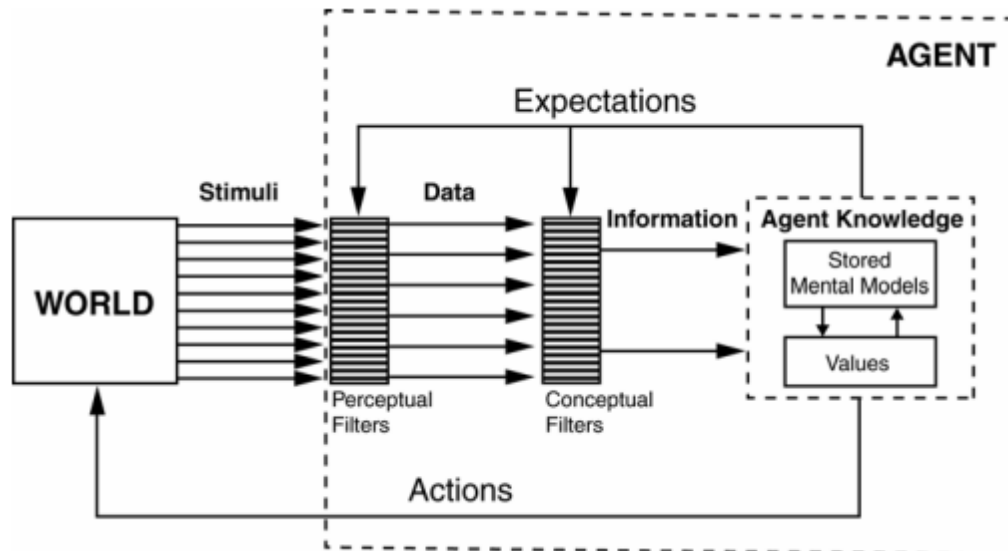 AGENT
Expectations
Stimuli
Data
Information
Agent Knowledge
Stored
Mental Models
WORLD
Values
Perceptual
Filters
Conceptual
Filters
Actions